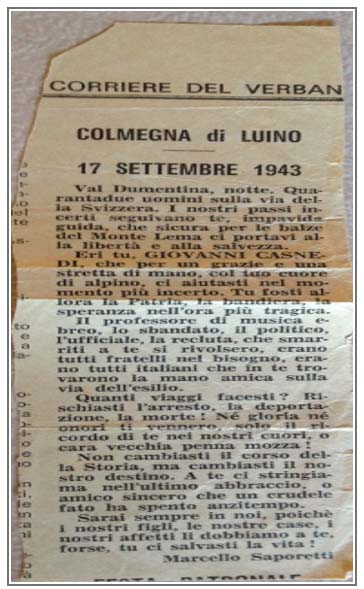 CORRIERE DEL VERBAN
COLMEGNA di LUINO
17 SETTEMBRE 1943
Val Dumentina, notte. Qua-
rantadue uomini sulla via del-
la Svizzera. I nostri passi in-
certi seguivano te, impavida
guida, che sicura per le balze
del Monte Lema ci portavi al-
la libertà e alla salvezza.
Eri tu, GIOVANNI CASNE-
DI, che per un grazie e una
stretta di mano, col tuo cuore
di alpino, ci aiutasti nel mo-
mento più incerto. Tu fosti al-
lora la Patria, la bandiera, la
speranza nell'ora più tragica.
Il professore di musica e-
breo, lo sbandato, il politico,
l'ufficiale, la recluta, che smar-
riti a te si rivolsero, erano
tutti fratelli nel bisogno, era-
no tutti italiani che in te tro-
varono la mano amica sulla
via dell'esilio.
Quanti viaggi facesti? Ri-
schiasti l'arresto, la deporta-
zione, la morte! Né gloria né
onori ti vennero, solo il ri-
cordo di te nei nostri cuori, o
cara vecchia penna mozza!
Non cambiasti il corso del-
la Storia, ma cambiasti il no-
stro destino. A te ci stringia-
ma nell'ultimo abbraccio, o
amico sincero che un crudele
fato ha spento anzitempo.
Sarai sempre in noi, poichè
i nostri figli, le nostre case, i
nostri affetti li dobbiamo a te,
forse, tu ci salvasti la vita!
Marcello Saporetti
FESTA PATRONALE